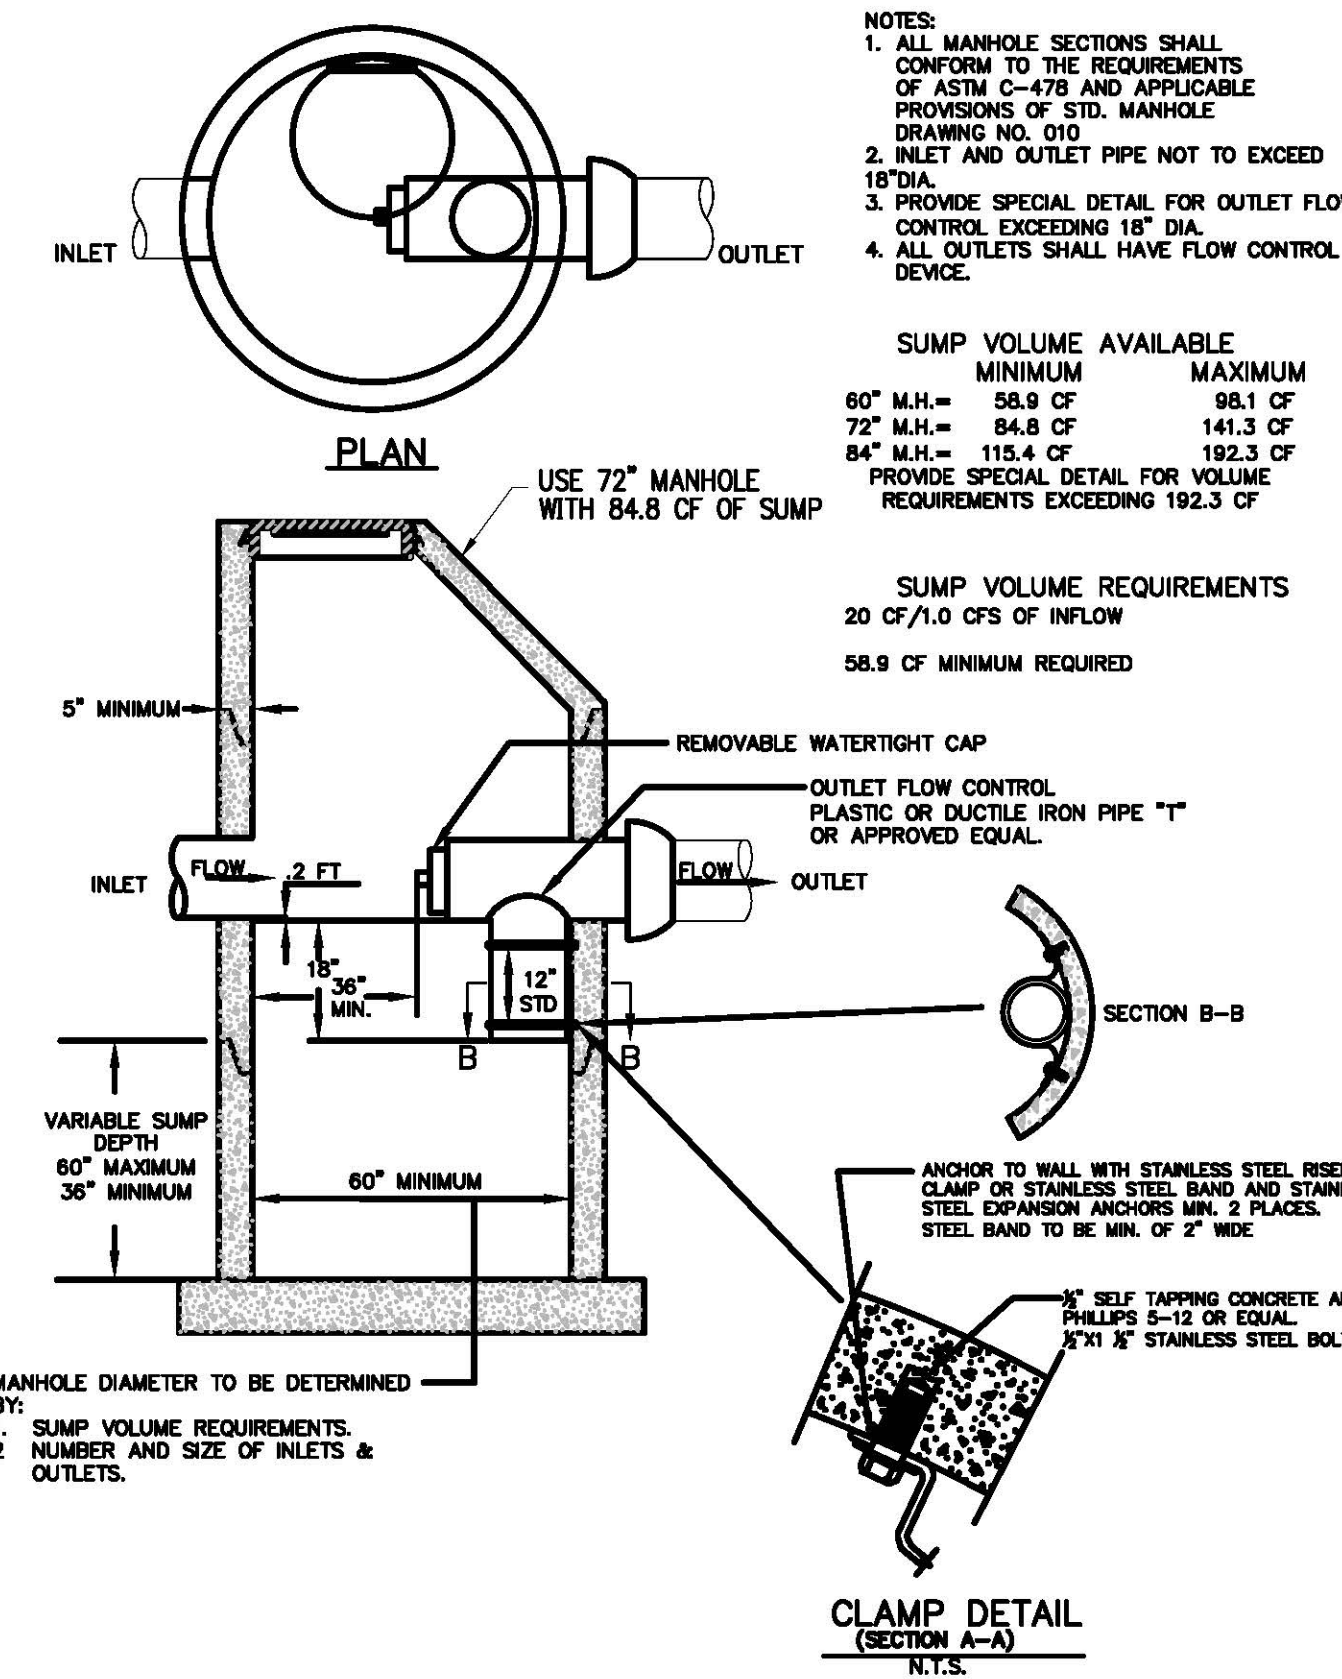 INLET
OUTLET
PLAN
NOTES:
1. ALL MANHOLE SECTIONS SHALL
CONFORM TO THE REQUIREMENTS
OF ASTM C-478 AND APPLICABLE
PROVISIONS OF STD. MANHOLE
DRAWING NO. 010
2. INLET AND OUTLET PIPE NOT TO EXCEED
18"DIA.
3. PROVIDE SPECIAL DETAIL FOR OUTLET FLOW
CONTROL EXCEEDING 18" DIA.
4. ALL OUTLETS SHALL HAVE FLOW CONTROL
DEVICE.
SUMP VOLUME AVAILABLE
MINIMUM MAXIMUM
60" M.H.= 58.9 CF 98.1 CF
72" M.H.= 84.8 CF 141.3 CF
84" M.H.= 115.4 CF 192.3 CF
PROVIDE SPECIAL DETAIL FOR VOLUME
REQUIREMENTS EXCEEDING 192.3 CF
USE 72" MANHOLE
WITH 84.8 CF OF SUMP
SUMP VOLUME REQUIREMENTS
20 CF/1.0 CFS OF INFLOW
58.9 CF MINIMUM REQUIRED
5" MINIMUM
REMOVABLE WATERTIGHT CAP
OUTLET FLOW CONTROL
PLASTIC OR DUCTILE IRON PIPE "T"
OR APPROVED EQUAL.
INLET
FLOW
.2 FT
FLOW
OUTLET
18"
36"
MIN.
12"
STD
B
B
SECTION B-B
VARIABLE SUMP
DEPTH
60" MAXIMUM
36" MINIMUM
60" MINIMUM
ANCHOR TO WALL WITH STAINLESS STEEL RISE
CLAMP OR STAINLESS STEEL BAND AND STAIN
STEEL EXPANSION ANCHORS MIN. 2 PLACES.
STEEL BAND TO BE MIN. OF 2" WIDE
½" SELF TAPPING CONCRETE A
PHILLIPS 5-12 OR EQUAL.
½"X1 ½" STAINLESS STEEL BOL
MANHOLE DIAMETER TO BE DETERMINED
BY:
. SUMP VOLUME REQUIREMENTS.
2 NUMBER AND SIZE OF INLETS &
OUTLETS.
CLAMP DETAIL
(SECTION A-A)
N.T.S.